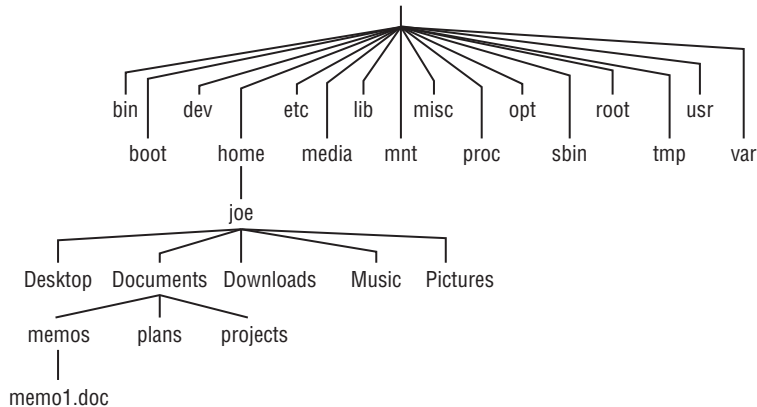 bin dev etc lib misc opt root usr
boot home media mnt proc sbin tmp var
joe
Desktop Documents Downloads Music Pictures
memos plans projects
memo1.doc